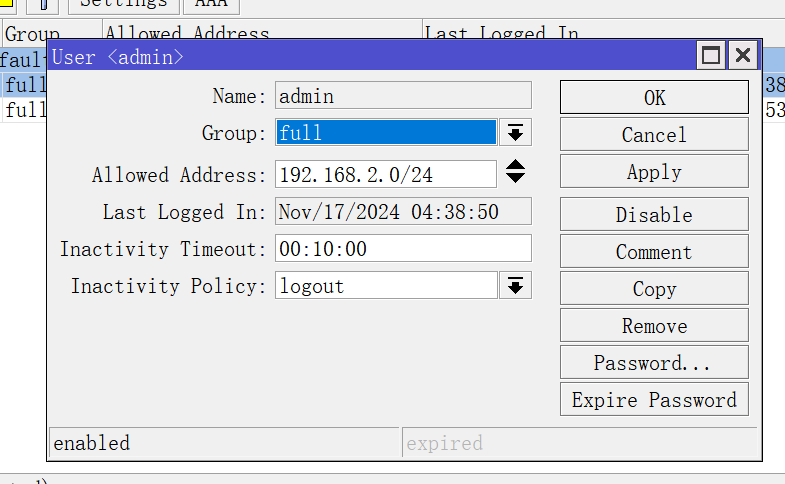 Settings AAA
Group Allowed Address Last Logged In
fault
User <admin>
full 38
full 53
Name: admin
Group: full
Allowed Address: 192.168.2.0/24
Last Logged In: Nov/17/2024 04:38:50
Inactivity Timeout: 00:10:00
Inactivity Policy: logout
OK
Cancel
Apply
Disable
Comment
Copy
Remove
Password...
Expire Password
enabled expired